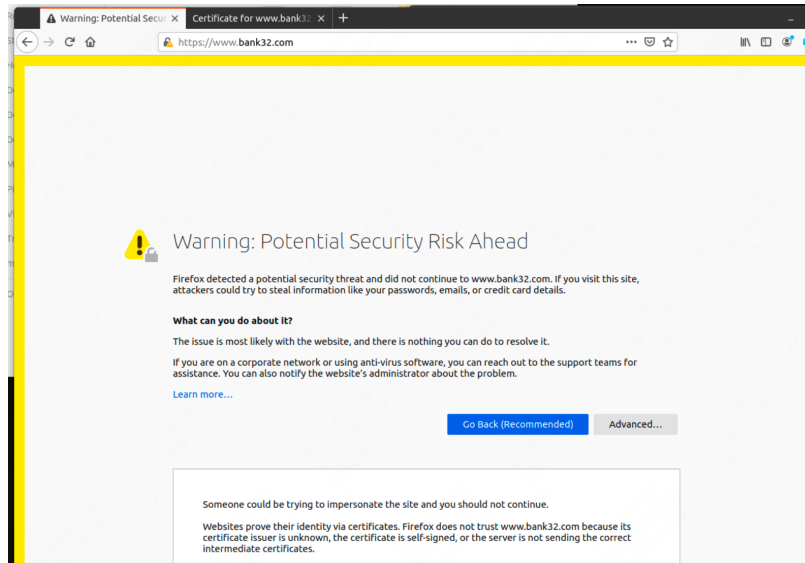 Warning: Potential Secur
Certificate for www.bank32
https://www.bank32.com
Warning: Potential Security Risk Ahead
Firefox detected a potential security threat and did not continue to www.bank32.com. If you visit this site,
attackers could try to steal information like your passwords, emails, or credit card details.
What can you do about it?
The issue is most likely with the website, and there is nothing you can do to resolve it.
If you are on a corporate network or using anti-virus software, you can reach out to the support teams for
assistance. You can also notify the website's administrator about the problem.
Learn more…
Go Back (Recommended)
Advanced…
Someone could be trying to impersonate the site and you should not continue.
Websites prove their identity via certificates. Firefox does not trust www.bank32.com because its
certificate issuer is unknown, the certificate is self-signed, or the server is not sending the correct
intermediate certificates.